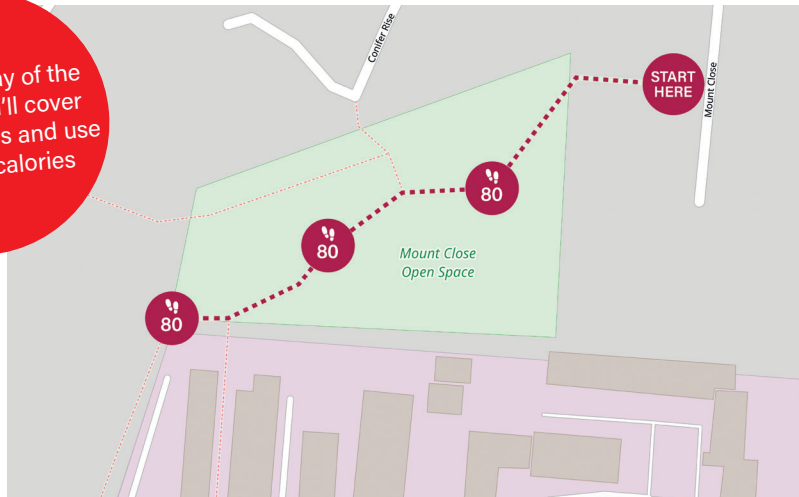 of the
'll cover
and use
calories
Conifer Rise
START
HERE
Mount Close
80
80
Mount Close
Open Space
80